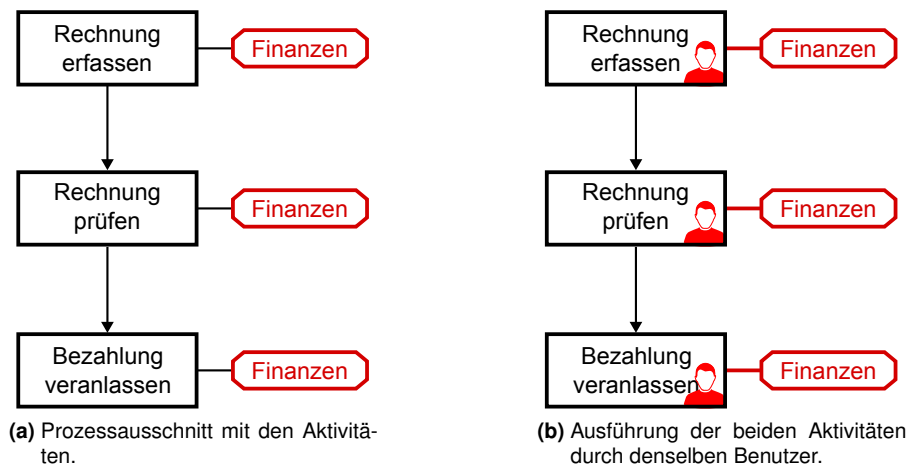 Rechnung
erfassen
Finanzen
Rechnung
prüfen
Finanzen
Bezahlung
veranlassen
Finanzen
(a) Prozessausschnitt mit den Aktivitä-
ten.
Rechnung
erfassen
Finanzen
Rechnung
prüfen
Finanzen
Bezahlung
veranlassen
Finanzen
(b) Ausführung der beiden Aktivitäten
durch denselben Benutzer.